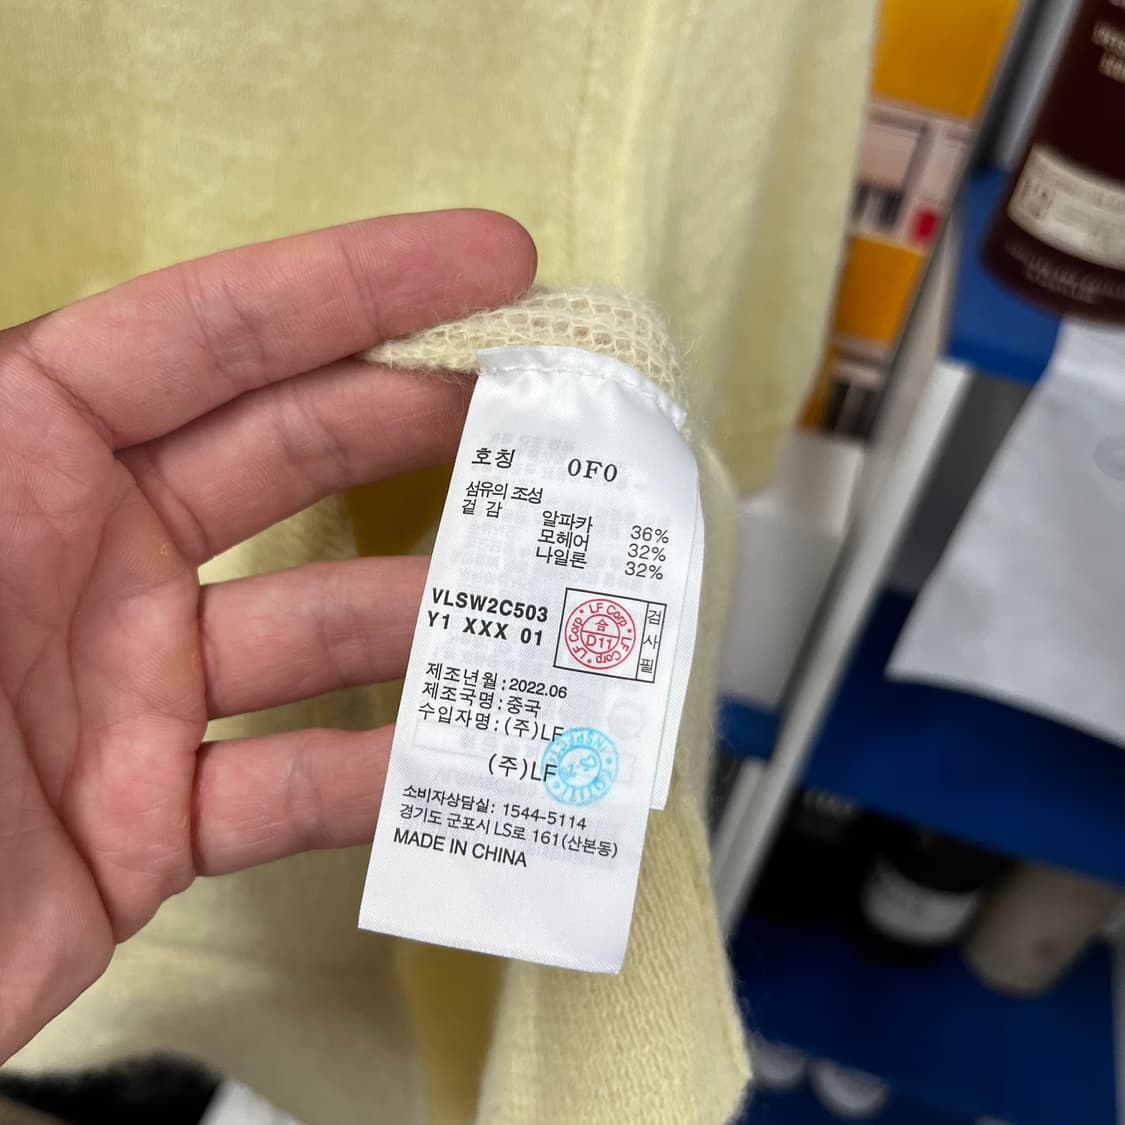 호칭 0F0
섬유의 조성
겉 감
알파카 36%
모헤어 32%
나일론 32%
VLSW2C503
Y1 XXX 01
LF Corp • LF Corp • LF Corp •
合
D11
검사필
제조년월:2022.06
제조국명:중국
수입자명:(주)LF
(주)LF
소비자상담실: 1544-5114
경기도 군포시 LS로 161(산본동)
MADE IN CHINA